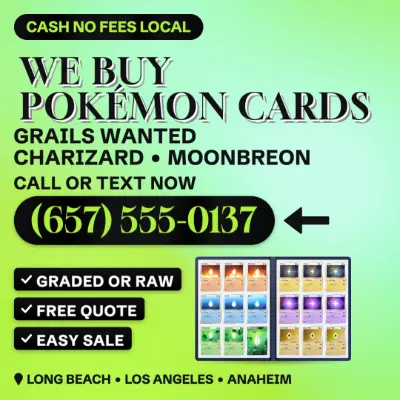 CASH NO FEES LOCAL
WE BUY
POKÉMON CARDS
GRAILS WANTED
CHARIZARD • MOONBREON
CALL OR TEXT NOW
(657) 555-0137
GRADED OR RAW
FREE QUOTE
EASY SALE
LONG BEACH • LOS ANGELES • ANAHEIM